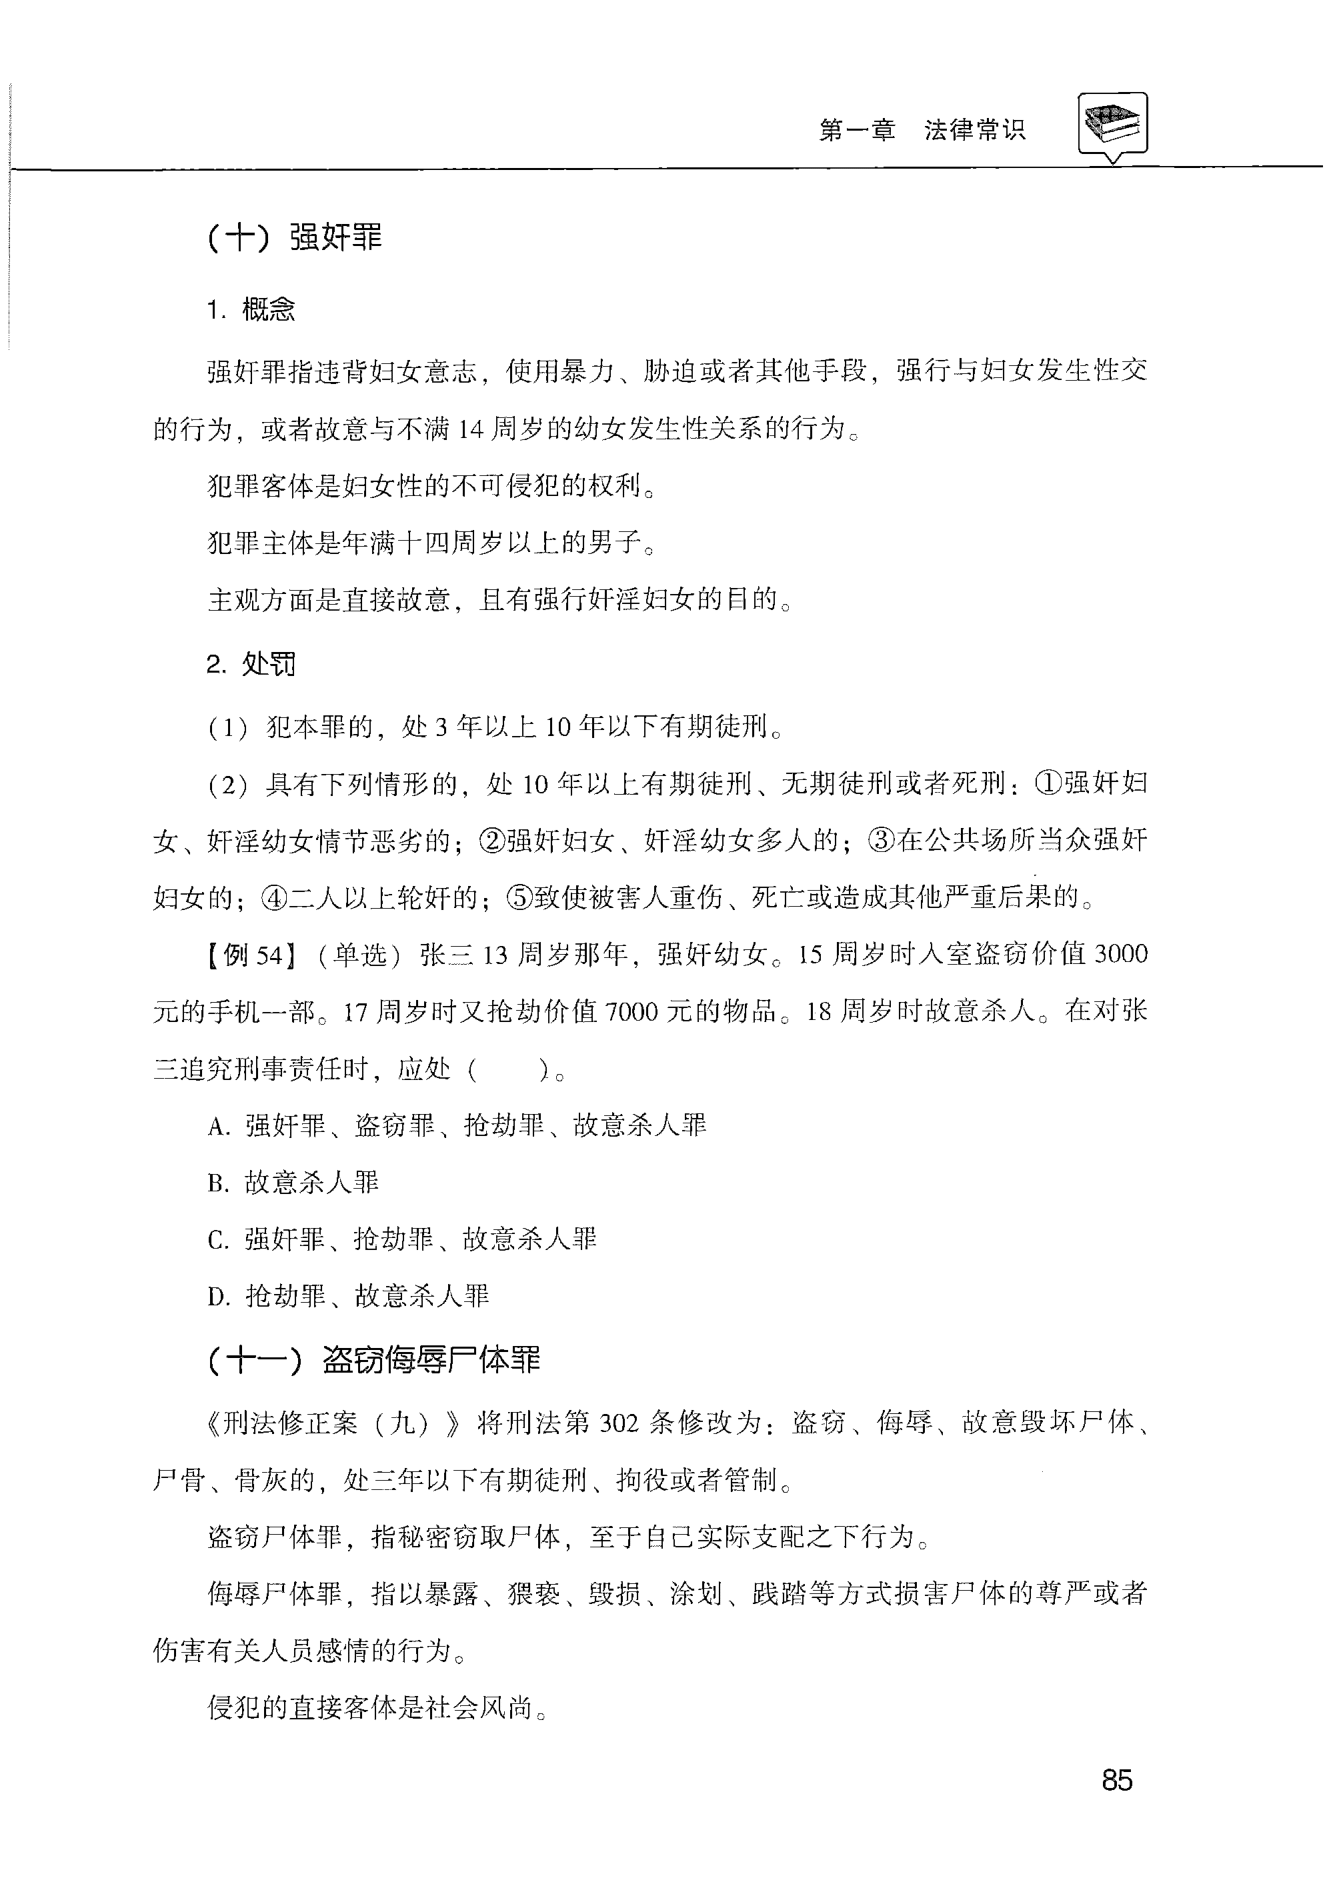 第一章　法律常识
（十）强奸罪
1. 概念
强奸罪指违背妇女意志，使用暴力、胁迫或者其他手段，强行与妇女发生性交
的行为，或者故意与不满 14 周岁的幼女发生性关系的行为。
犯罪客体是妇女性的不可侵犯的权利。
犯罪主体是年满十四周岁以上的男子。
主观方面是直接故意，且有强行奸淫妇女的目的。
2. 处罚
（1）犯本罪的，处 3 年以上 10 年以下有期徒刑。
（2）具有下列情形的，处 10 年以上有期徒刑、无期徒刑或者死刑：①强奸妇
女、奸淫幼女情节恶劣的；②强奸妇女、奸淫幼女多人的；③在公共场所当众强奸
妇女的；④二人以上轮奸的；⑤致使被害人重伤、死亡或造成其他严重后果的。
【例 54】（单选）张三 13 周岁那年，强奸幼女。15 周岁时入室盗窃价值 3000
元的手机一部。17 周岁时又抢劫价值 7000 元的物品。18 周岁时故意杀人。在对张
三追究刑事责任时，应处（　　）。
A. 强奸罪、盗窃罪、抢劫罪、故意杀人罪
B. 故意杀人罪
C. 强奸罪、抢劫罪、故意杀人罪
D. 抢劫罪、故意杀人罪
（十一）盗窃侮辱尸体罪
《刑法修正案（九）》将刑法第 302 条修改为：盗窃、侮辱、故意毁坏尸体、
尸骨、骨灰的，处三年以下有期徒刑、拘役或者管制。
盗窃尸体罪，指秘密窃取尸体，至于自己实际支配之下行为。
侮辱尸体罪，指以暴露、猥亵、毁损、涂划、践踏等方式损害尸体的尊严或者
伤害有关人员感情的行为。
侵犯的直接客体是社会风尚。
85